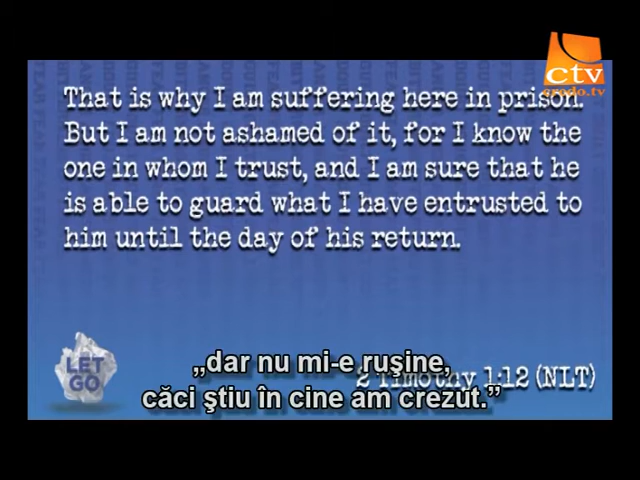 ctv
credo.tv
That is why I am suffering here in prison.
But I am not ashamed of it, for I know the
one in whom I trust, and I am sure that he
is able to guard what I have entrusted to
him until the day of his return.
LET
GO
2 Timothy 1:12 (NLT)
„dar nu mi-e ruşine,
căci ştiu în cine am crezut.”